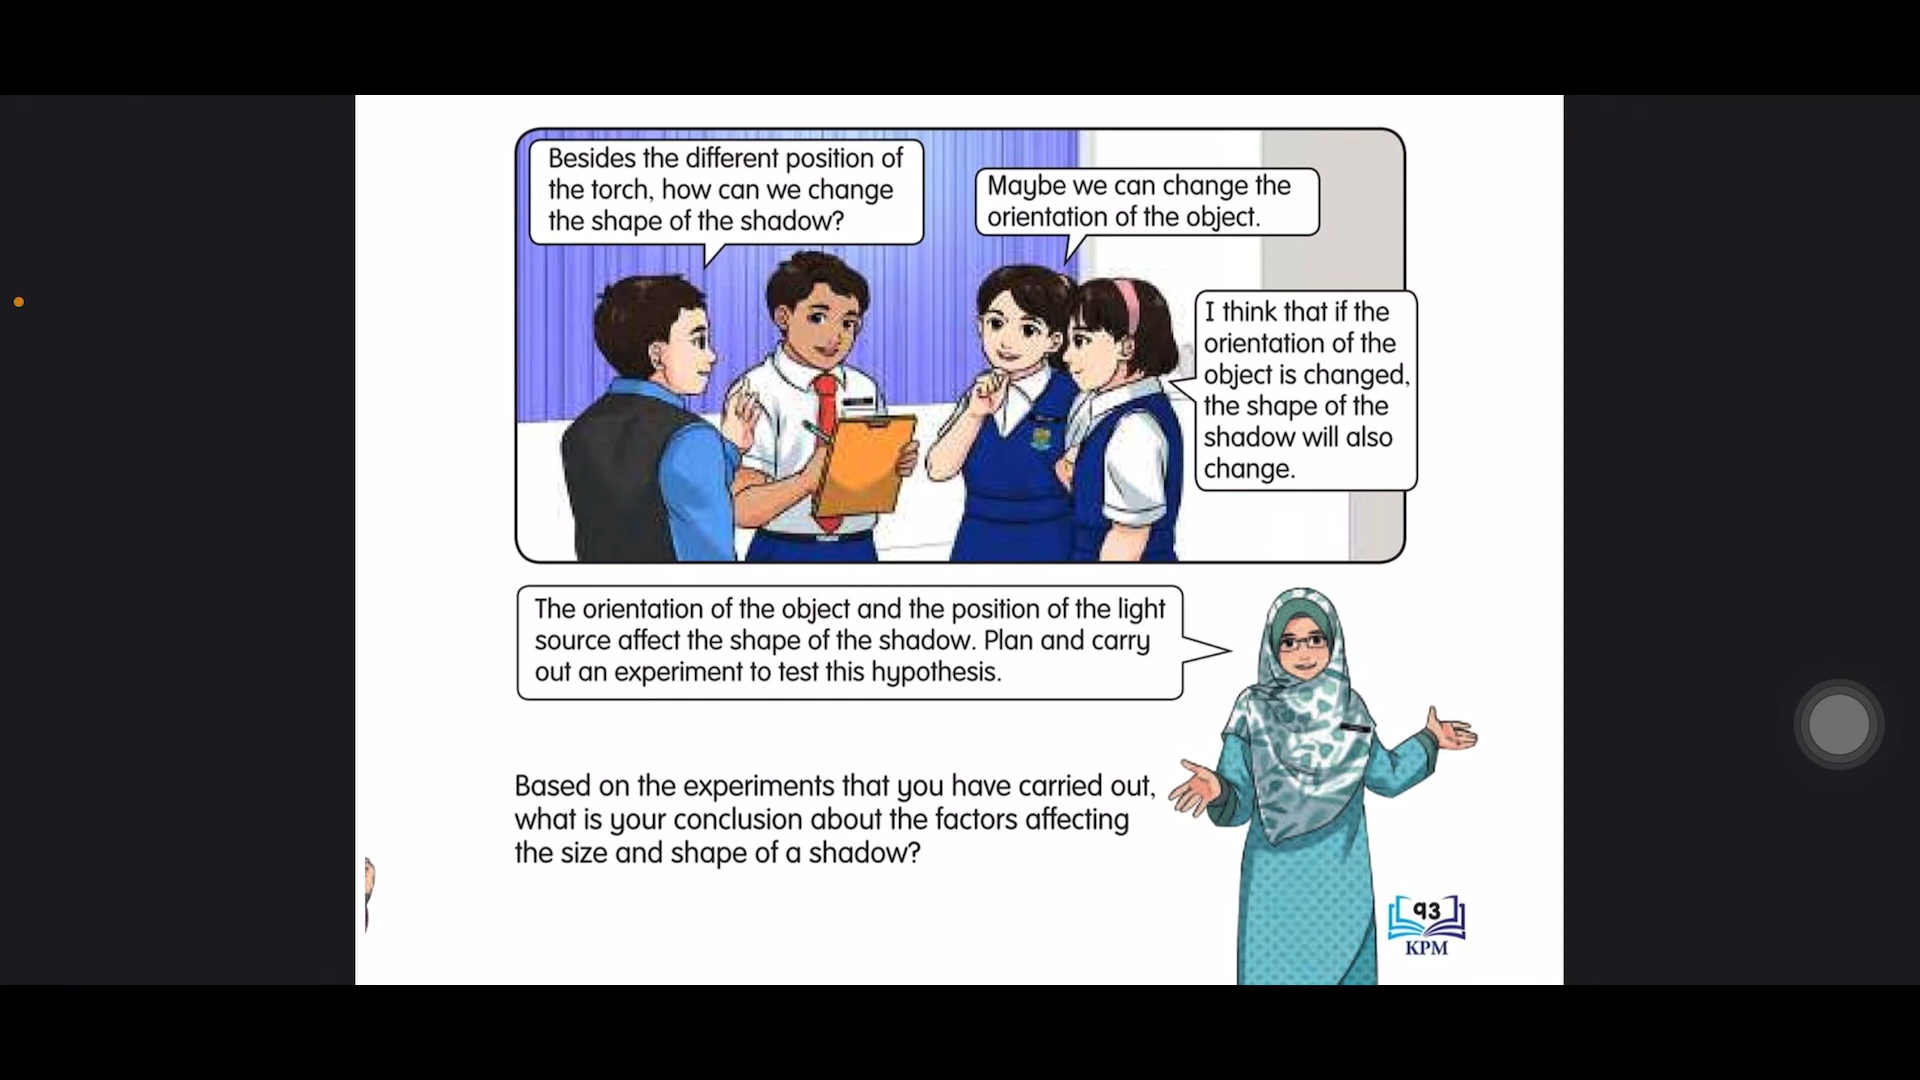 Besides the different position of
the torch, how can we change
the shape of the shadow?
Maybe we can change the
orientation of the object.
I think that if the
orientation of the
object is changed,
the shape of the
shadow will also
change.
The orientation of the object and the position of the light
source affect the shape of the shadow. Plan and carry
out an experiment to test this hypothesis.
Based on the experiments that you have carried out,
what is your conclusion about the factors affecting
the size and shape of a shadow?
93
KPM